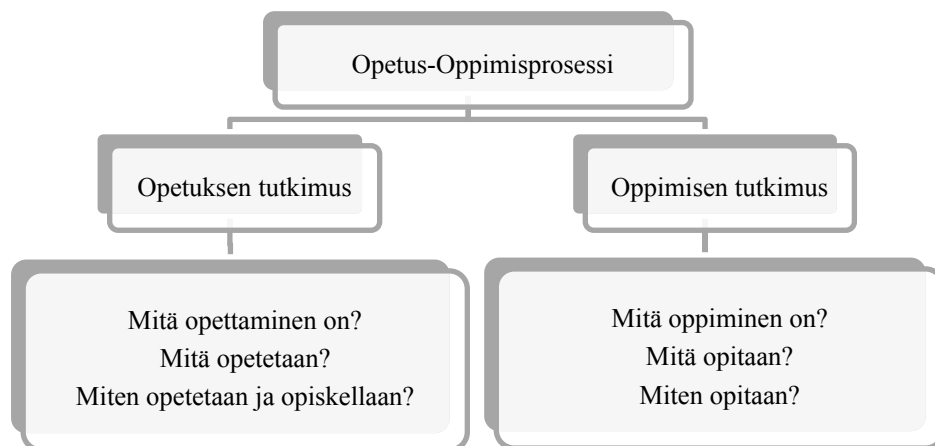 Opetus-Oppimisprosessi
Opetuksen tutkimus
Oppimisen tutkimus
Mitä opettaminen on?
Mitä opetetaan?
Miten opetetaan ja opiskellaan?
Mitä oppiminen on?
Mitä opitaan?
Miten opitaan?